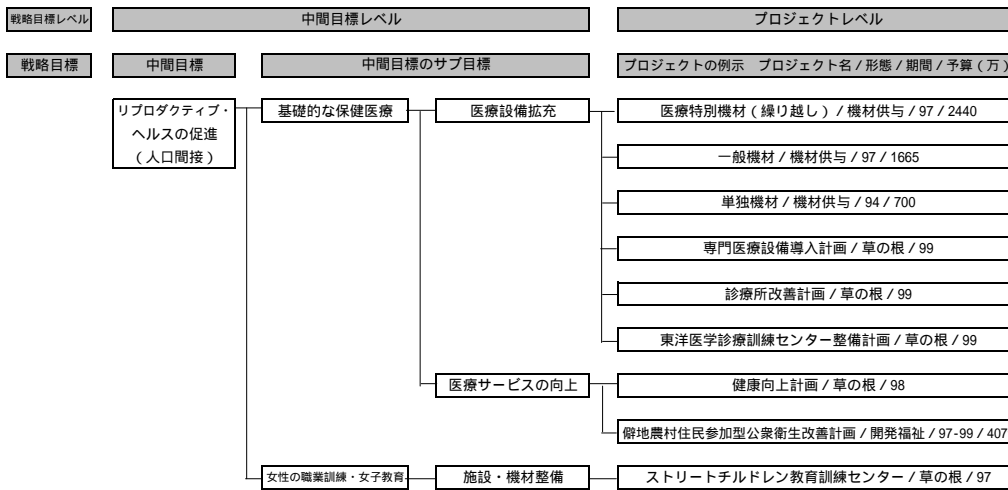 戦略目標レベル
中間目標レベル
プロジェクトレベル
戦略目標
中間目標
中間目標のサブ目標
プロジェクトの例示　プロジェクト名 / 形態 / 期間 / 予算（万）
リプロダクティブ・
ヘルスの促進
（人口間接）
基礎的な保健医療
医療設備拡充
医療特別機材（繰り越し） / 機材供与 / 97 / 2440
一般機材 / 機材供与 / 97 / 1665
単独機材 / 機材供与 / 94 / 700
専門医療設備導入計画 / 草の根 / 99
診療所改善計画 / 草の根 / 99
東洋医学診療訓練センター整備計画 / 草の根 / 99
医療サービスの向上
健康向上計画 / 草の根 / 98
僻地農村住民参加型公衆衛生改善計画 / 開発福祉 / 97-99 / 407
女性の職業訓練・女子教育
施設・機材整備
ストリートチルドレン教育訓練センター / 草の根 / 97